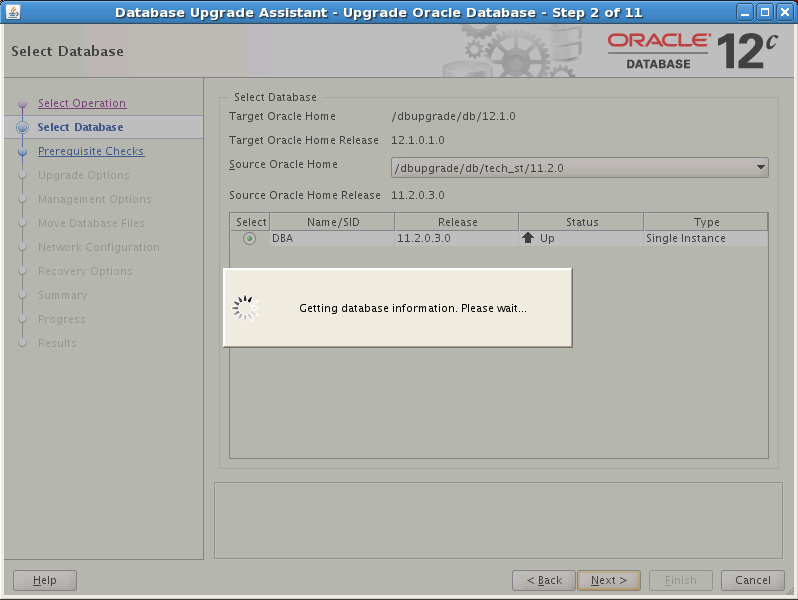 Database Upgrade Assistant - Upgrade Oracle Database - Step 2 of 11
Select Database
ORACLE®
DATABASE
12c
Select Operation
Select Database
Prerequisite Checks
Upgrade Options
Management Options
Move Database Files
Network Configuration
Recovery Options
Summary
Progress
Results
Select Database
Target Oracle Home /dbupgrade/db/12.1.0
Target Oracle Home Release 12.1.0.1.0
Source Oracle Home /dbupgrade/db/tech_st/11.2.0
Source Oracle Home Release 11.2.0.3.0
Select Name/SID Release Status Type
DBA 11.2.0.3.0 Up Single Instance
Getting database information. Please wait...
Help < Back Next > Finish Cancel